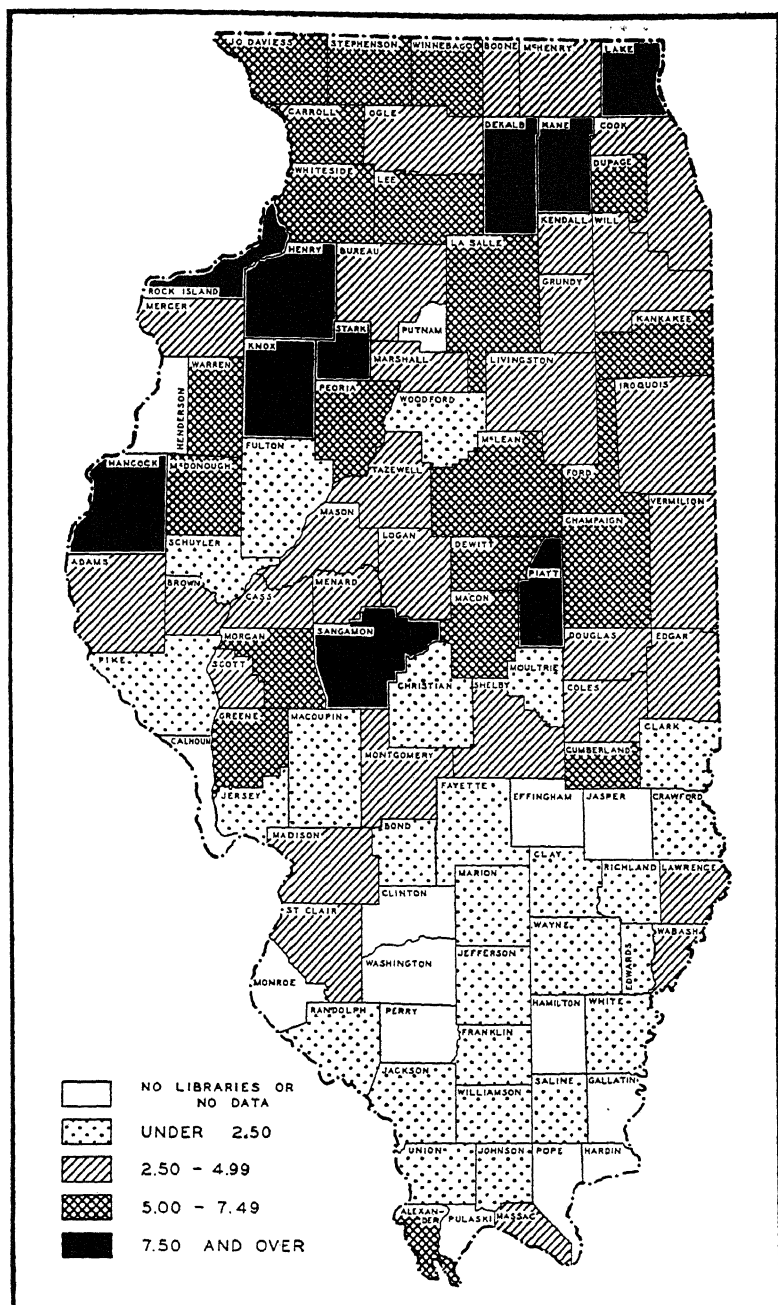 JO DAVIESS
STEPHENSON
WINNEBAGO
BOONE
McHENRY
LAKE
CARROLL
OGLE
DEKALB
KANE
COOK
DUPAGE
WHITESIDE
LEE
KENDALL
WILL
LA SALLE
HENRY
BUREAU
GRUNDY
ROCK ISLAND
MERCER
PUTNAM
KANKAKEE
STARK
KNOX
MARSHALL
LIVINGSTON
WARREN
HENDERSON
PEORIA
WOODFORD
IROQUOIS
FULTON
McLEAN
HANCOCK
McDONOUGH
TAZEWELL
FORD
VERMILION
MASON
CHAMPAIGN
SCHUYLER
LOGAN
DEWITT
ADAMS
BROWN
CASS
MENARD
PIATT
MACON
MORGAN
SANGAMON
DOUGLAS
EDGAR
PIKE
SCOTT
MOULTRIE
CHRISTIAN
SHELBY
COLES
GREENE
MACOUPIN
CLARK
CALHOUN
MONTGOMERY
CUMBERLAND
JERSEY
FAYETTE
EFFINGHAM
JASPER
CRAWFORD
MADISON
BOND
CLAY
RICHLAND
LAWRENCE
MARION
CLINTON
ST CLAIR
WAYNE
EDWARDS
WABASH
WASHINGTON
JEFFERSON
MONROE
RANDOLPH
PERRY
HAMILTON
WHITE
FRANKLIN
JACKSON
WILLIAMSON
SALINE
GALLATIN
UNION
JOHNSON
POPE
HARDIN
ALEXAN-
DER
PULASKI
MASSAC
NO LIBRARIES OR
NO DATA
UNDER 2.50
2.50 - 4.99
5.00 - 7.49
7.50 AND OVER